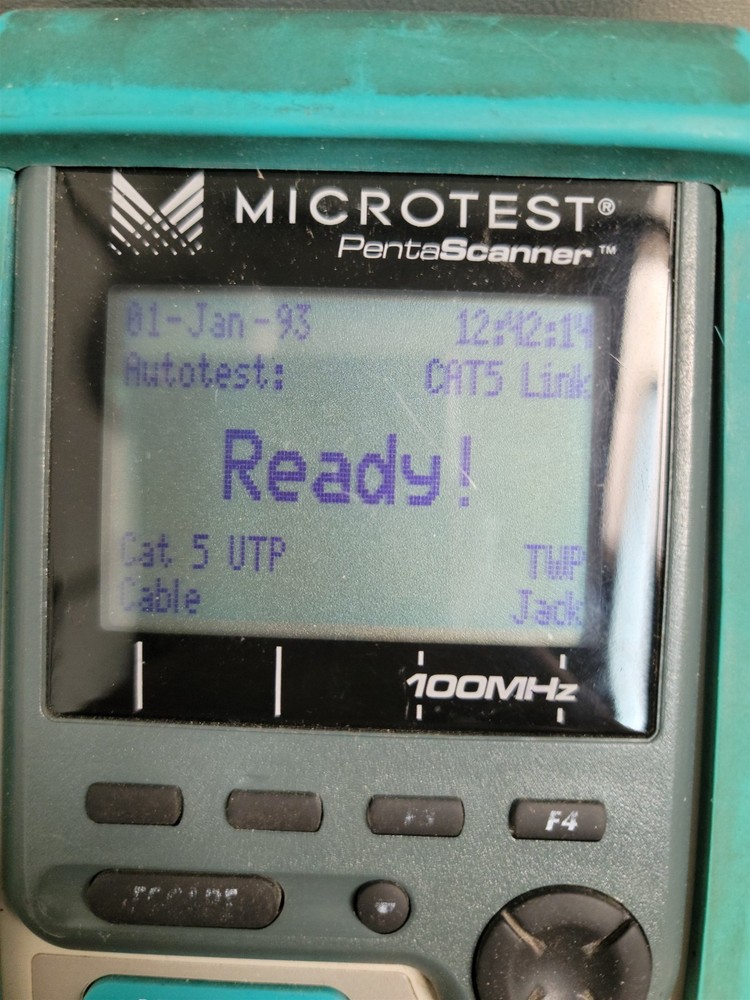 MICROTEST®
PentaScanner™
01-Jan-93 12:42:14
Autotest: CAT5 Link
Ready!
Cat 5 UTP TWP
Cable Jack
100MHz
F4